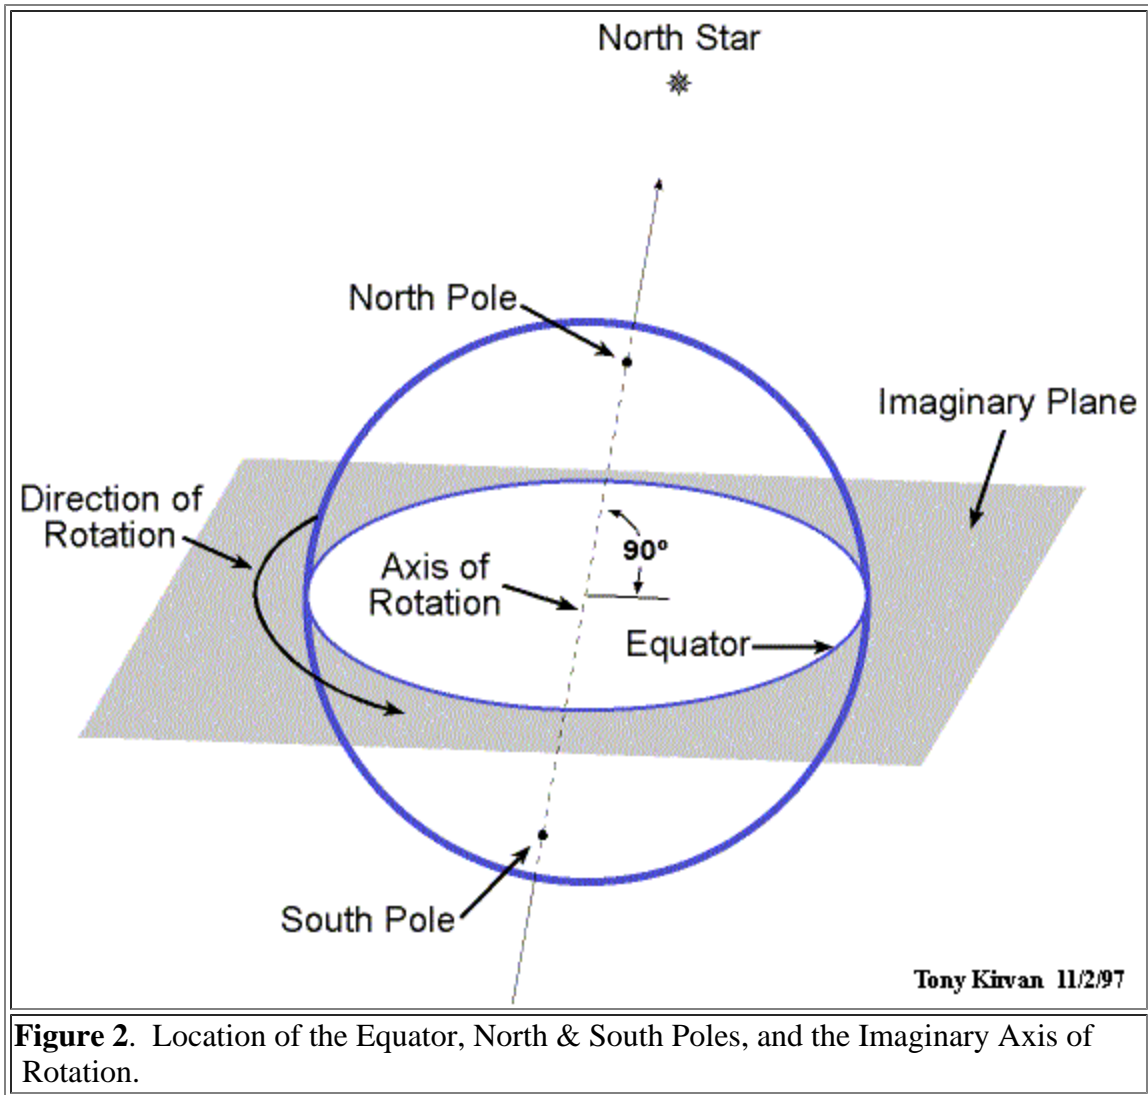 North Star
North Pole
Imaginary Plane
Direction of
Rotation
90º
Axis of
Rotation
Equator
South Pole
Tony Kirvan 11/2/97
Figure 2.  Location of the Equator, North & South Poles, and the Imaginary Axis of
Rotation.